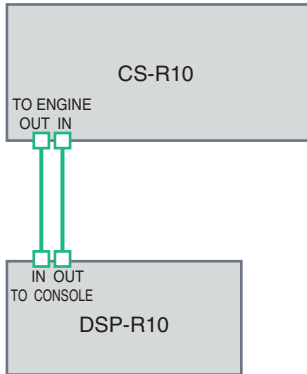 CS-R10
TO ENGINE
OUT IN
IN OUT
TO CONSOLE
DSP-R10